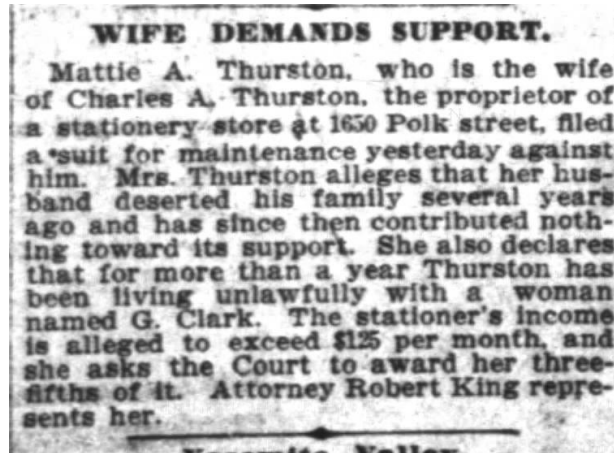 WIFE DEMANDS SUPPORT.
Mattie A. Thurston, who is the wife
of Charles A. Thurston, the proprietor of
a stationery store at 1650 Polk street, filed
a suit for maintenance yesterday against
him. Mrs. Thurston alleges that her hus-
band deserted his family several years
ago and has since then contributed noth-
ing toward its support. She also declares
that for more than a year Thurston has
been living unlawfully with a woman
named G. Clark. The stationer's income
is alleged to exceed $125 per month, and
she asks the Court to award her three-
fifths of it. Attorney Robert King repre-
sents her.
Valley